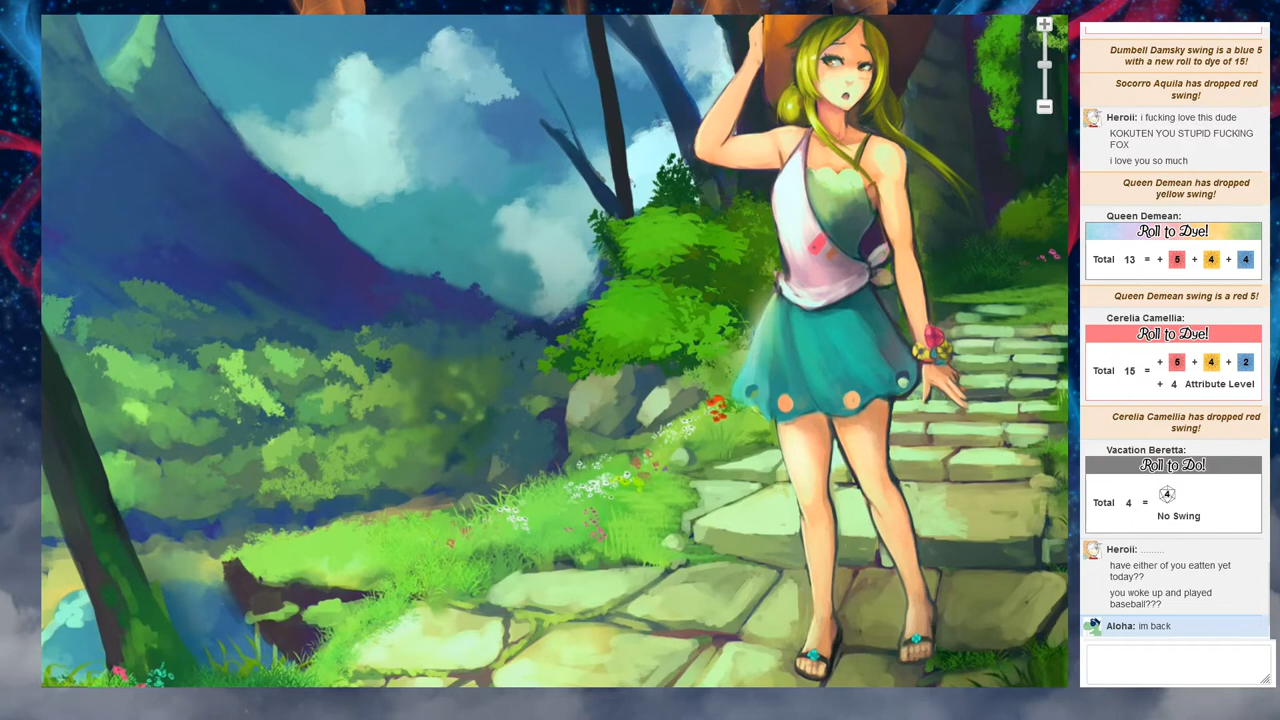 Dumbell Damsky swing is a blue 5
with a new roll to dye of 15!
Socorro Aquila has dropped red
swing!
Heroii: i fucking love this dude
KOKUTEN YOU STUPID FUCKING
FOX
i love you so much
Queen Demean has dropped
yellow swing!
Queen Demean:
Roll to Dye!
Total 13 = + 5 + 4 + 4
Queen Demean swing is a red 5!
Cerelia Camellia:
Roll to Dye!
Total 15 = + 5 + 4 + 2
+ 4 Attribute Level
Cerelia Camellia has dropped red
swing!
Vacation Beretta:
Roll to Do!
Total 4 = 4
No Swing
Heroii: .........
have either of you eatten yet
today??
you woke up and played
baseball???
Aloha: im back